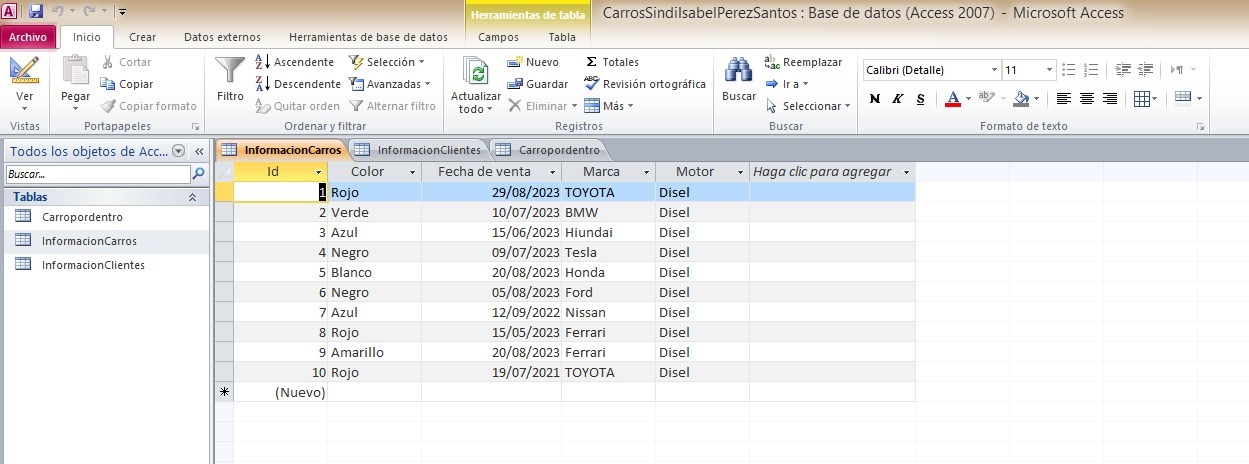 Herramientas de tabla
CarrosSindiIsabelPerezSantos : Base de datos (Access 2007) - Microsoft Access
Archivo Inicio Crear Datos externos Herramientas de base de datos Campos Tabla
Ver
Vistas
Pegar
Cortar
Copiar
Copiar formato
Portapapeles
Filtro
Ascendente
Descendente
Quitar orden
Selección
Avanzadas
Alternar filtro
Ordenar y filtrar
Actualizar
todo
Nuevo
Guardar
Eliminar
Totales
Revisión ortográfica
Más
Registros
Buscar
Reemplazar
Ir a
Seleccionar
Buscar
Calibri (Detalle) 11
N K S A ab
Formato de texto
Todos los objetos de Acc...
Buscar...
Tablas
Carropordentro
InformacionCarros
InformacionClientes
InformacionCarros InformacionClientes Carropordentro
Id Color Fecha de venta Marca Motor Haga clic para agregar
1 Rojo 29/08/2023 TOYOTA Disel
2 Verde 10/07/2023 BMW Disel
3 Azul 15/06/2023 Hiundai Disel
4 Negro 09/07/2023 Tesla Disel
5 Blanco 20/08/2023 Honda Disel
6 Negro 05/08/2023 Ford Disel
7 Azul 12/09/2022 Nissan Disel
8 Rojo 15/05/2023 Ferrari Disel
9 Amarillo 20/08/2023 Ferrari Disel
10 Rojo 19/07/2021 TOYOTA Disel
(Nuevo)